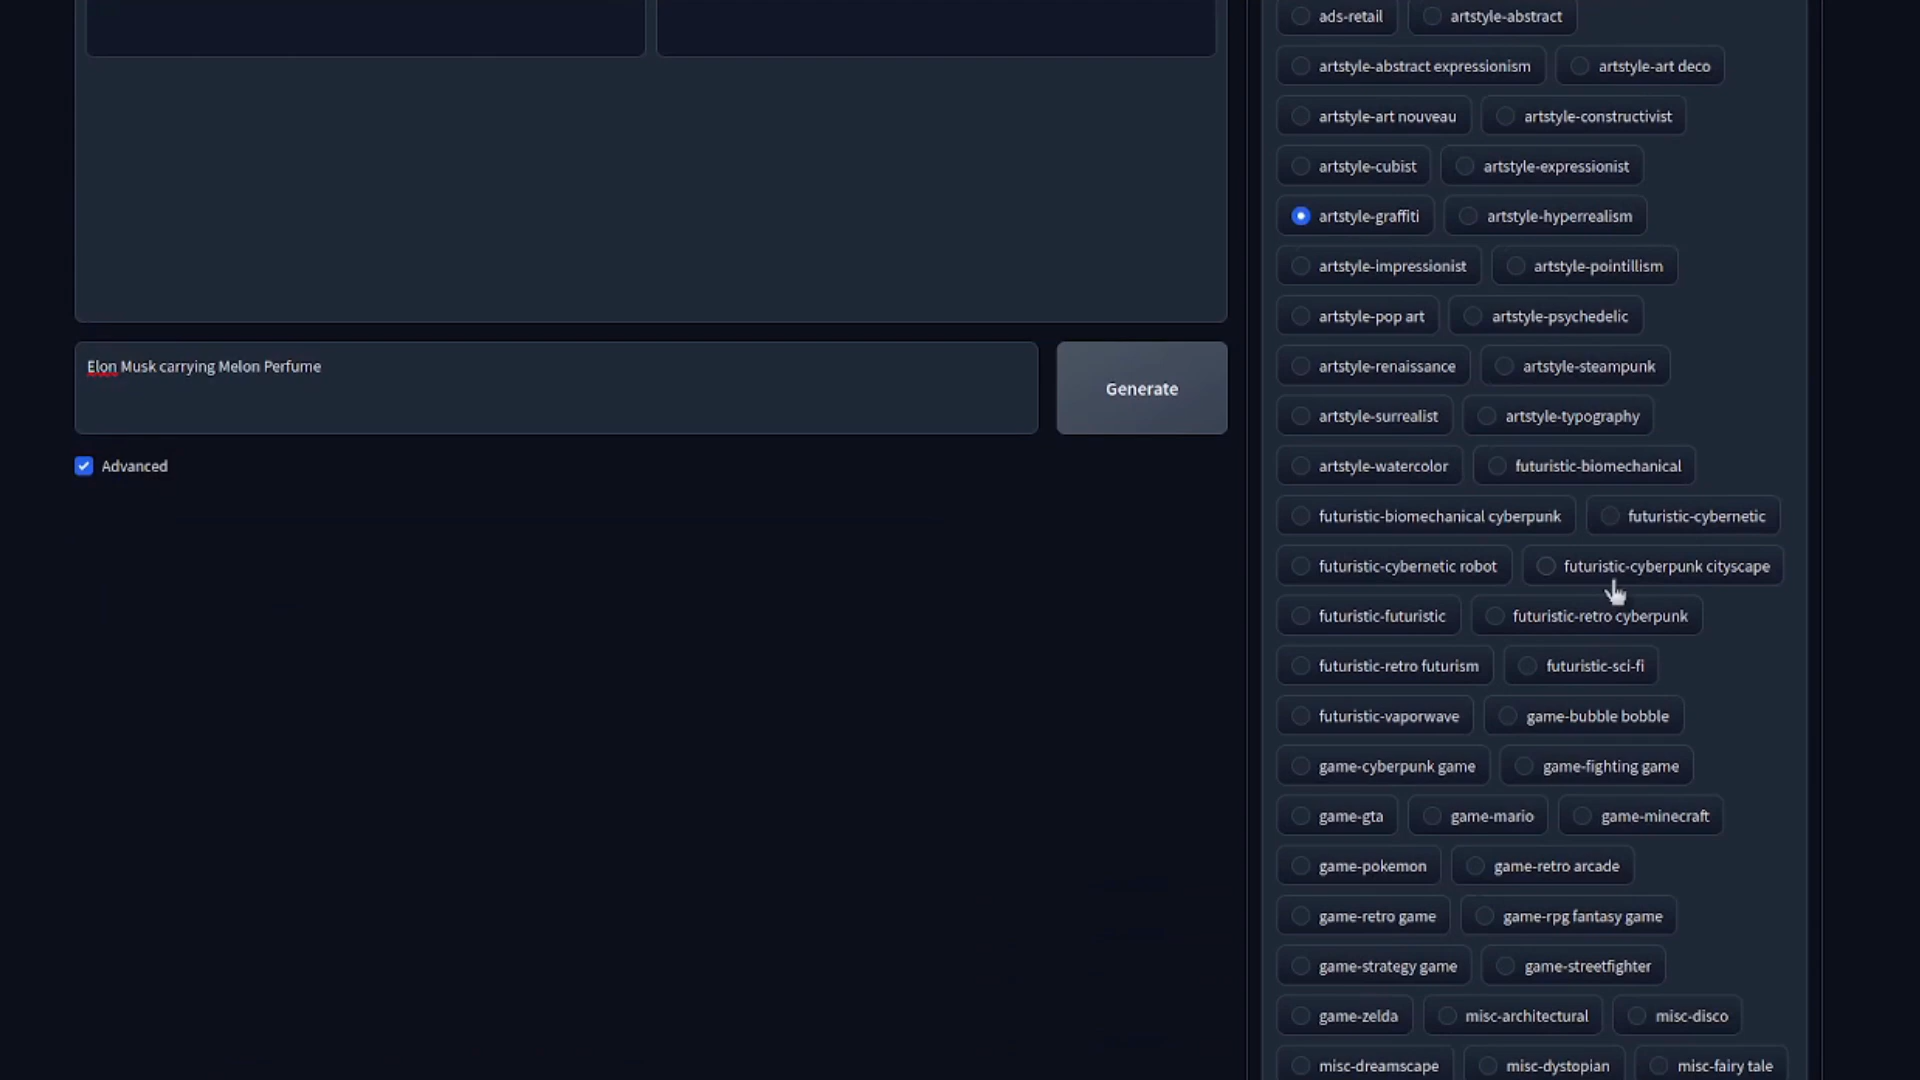 ads-retail artstyle-abstract
artstyle-abstract expressionism artstyle-art deco
artstyle-art nouveau artstyle-constructivist
artstyle-cubist artstyle-expressionist
artstyle-graffiti artstyle-hyperrealism
artstyle-impressionist artstyle-pointillism
artstyle-pop art artstyle-psychedelic
artstyle-renaissance artstyle-steampunk
artstyle-surrealist artstyle-typography
artstyle-watercolor futuristic-biomechanical
futuristic-biomechanical cyberpunk futuristic-cybernetic
futuristic-cybernetic robot futuristic-cyberpunk cityscape
futuristic-futuristic futuristic-retro cyberpunk
futuristic-retro futurism futuristic-sci-fi
futuristic-vaporwave game-bubble bobble
game-cyberpunk game game-fighting game
game-gta game-mario game-minecraft
game-pokemon game-retro arcade
game-retro game game-rpg fantasy game
game-strategy game game-streetfighter
game-zelda misc-architectural misc-disco
misc-dreamscape misc-dystopian misc-fairy tale
Elon Musk carrying Melon Perfume
Generate
Advanced